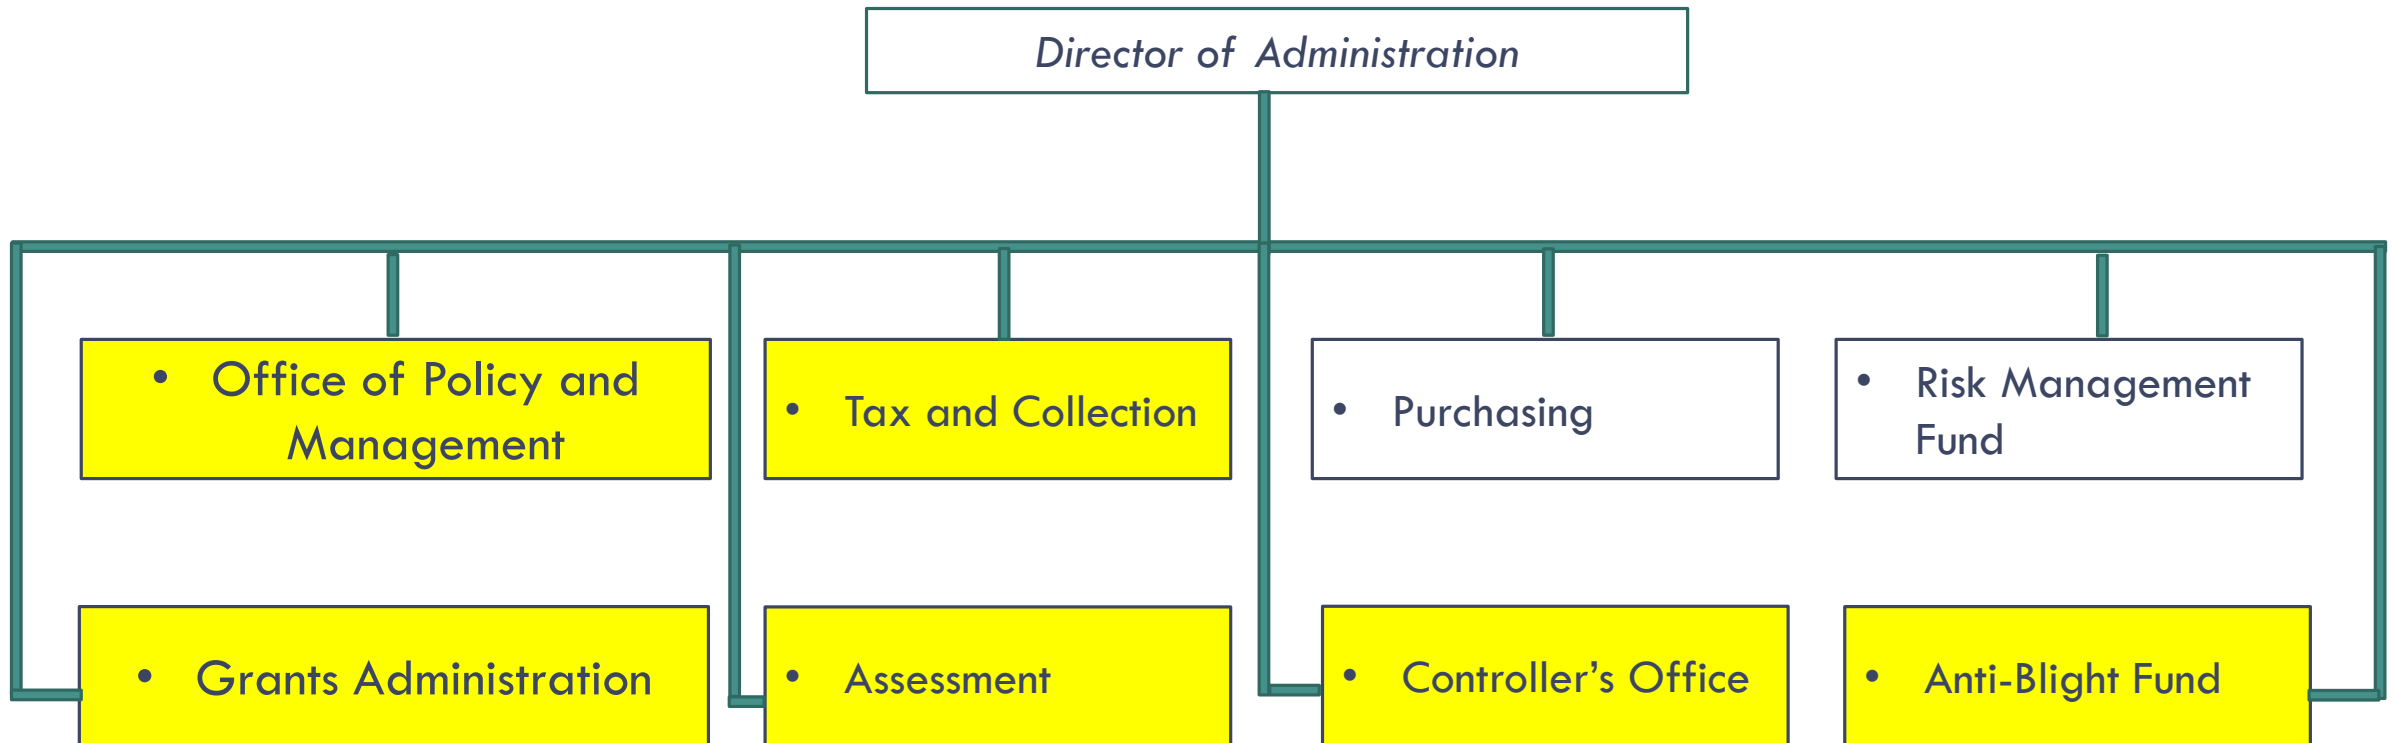 Director of Administration
• Office of Policy and
Management
• Tax and Collection
• Purchasing
• Risk Management
Fund
• Grants Administration
• Assessment
• Controller’s Office
• Anti-Blight Fund